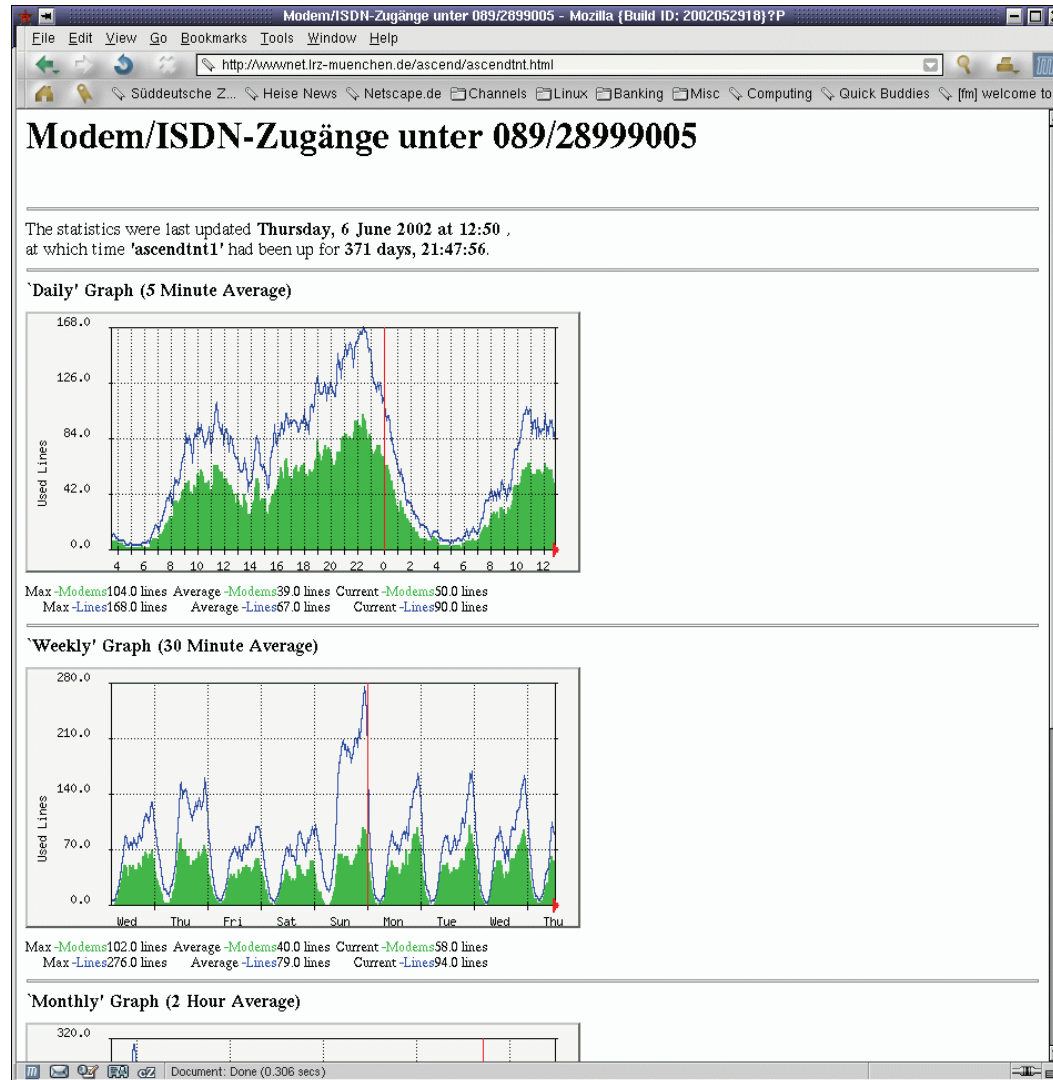 Modem/ISDN-Zugänge unter 089/2899005 - Mozilla {Build ID: 2002052918}?P
File Edit View Go Bookmarks Tools Window Help
http://wwwnet.lrz-muenchen.de/ascend/ascendtnt.html
Süddeutsche Z... Heise News Netscape.de Channels Linux Banking Misc Computing Quick Buddies [fm] welcome to
Modem/ISDN-Zugänge unter 089/28999005
The statistics were last updated Thursday, 6 June 2002 at 12:50 ,
at which time 'ascendtnt1' had been up for 371 days, 21:47:56.
`Daily' Graph (5 Minute Average)
168.0
126.0
84.0
42.0
0.0
Used Lines
4 6 8 10 12 14 16 18 20 22 0 2 4 6 8 10 12
Max -Modems104.0 lines Average -Modems39.0 lines Current -Modems50.0 lines
Max -Lines168.0 lines Average -Lines67.0 lines Current -Lines90.0 lines
`Weekly' Graph (30 Minute Average)
280.0
210.0
140.0
70.0
0.0
Used Lines
Wed Thu Fri Sat Sun Mon Tue Wed Thu
Max -Modems102.0 lines Average -Modems40.0 lines Current -Modems58.0 lines
Max -Lines276.0 lines Average -Lines79.0 lines Current -Lines94.0 lines
`Monthly' Graph (2 Hour Average)
320.0
Document: Done (0.306 secs)